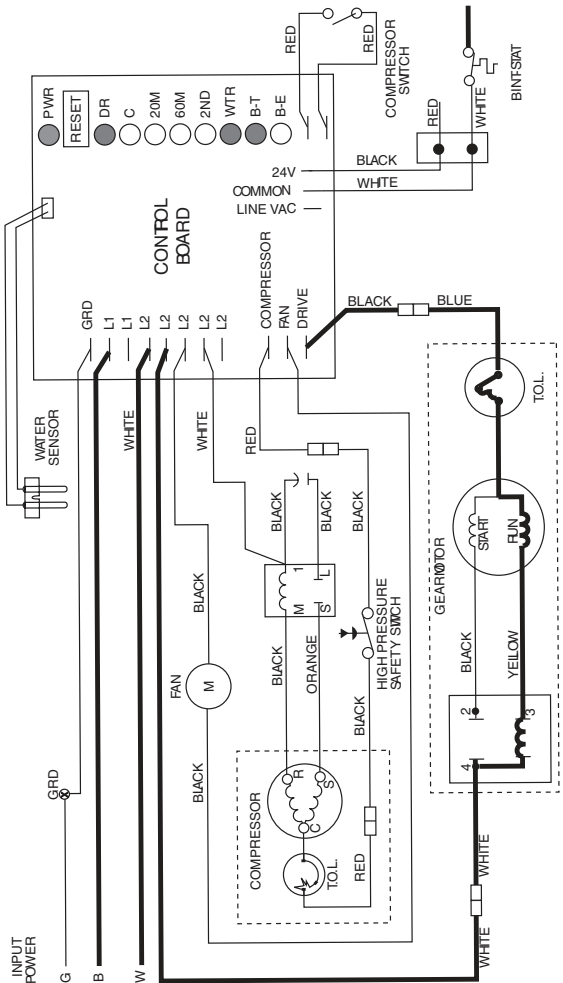 INPUT
POWER
G
B
W
GRD
WATER
SENSOR
GRD
L1
L1
L2
L2
L2
L2
L2
WHITE
WHITE
CONTROL
BOARD
PWR
RESET
DR
C
20M
60M
2ND
WTR
B-T
B-E
24V
COMMON
LINE VAC
COMPRESSOR
FAN
DRIVE
RED
RED
COMPRESSOR
SWITCH
BLACK
WHITE
RED
WHITE
BINT-STAT
FAN
M
BLACK
BLACK
RED
BLACK
BLACK
BLACK
1
L
M
S
BLACK
ORANGE
HIGH PRESSURE
SAFETY SWITCH
BLACK
COMPRESSOR
R
S
C
T.O.L.
RED
BLACK
BLUE
T.O.L.
GEARMOTOR
START
RUN
BLACK
YELLOW
2
3
4
WHITE
WHITE